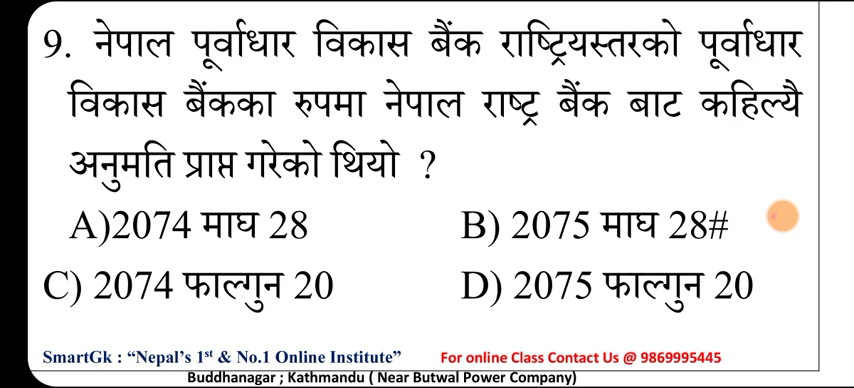 9. नेपाल पूर्वाधार विकास बैंक राष्ट्रियस्तरको पूर्वाधार
विकास बैंकका रुपमा नेपाल राष्ट्र बैंक बाट कहिल्यै
अनुमति प्राप्त गरेको थियो ?
A)2074 माघ 28 B) 2075 माघ 28#
C) 2074 फाल्गुन 20 D) 2075 फाल्गुन 20
SmartGk : “Nepal’s 1st & No.1 Online Institute” For online Class Contact Us @ 9869995445
Buddhanagar ; Kathmandu ( Near Butwal Power Company)